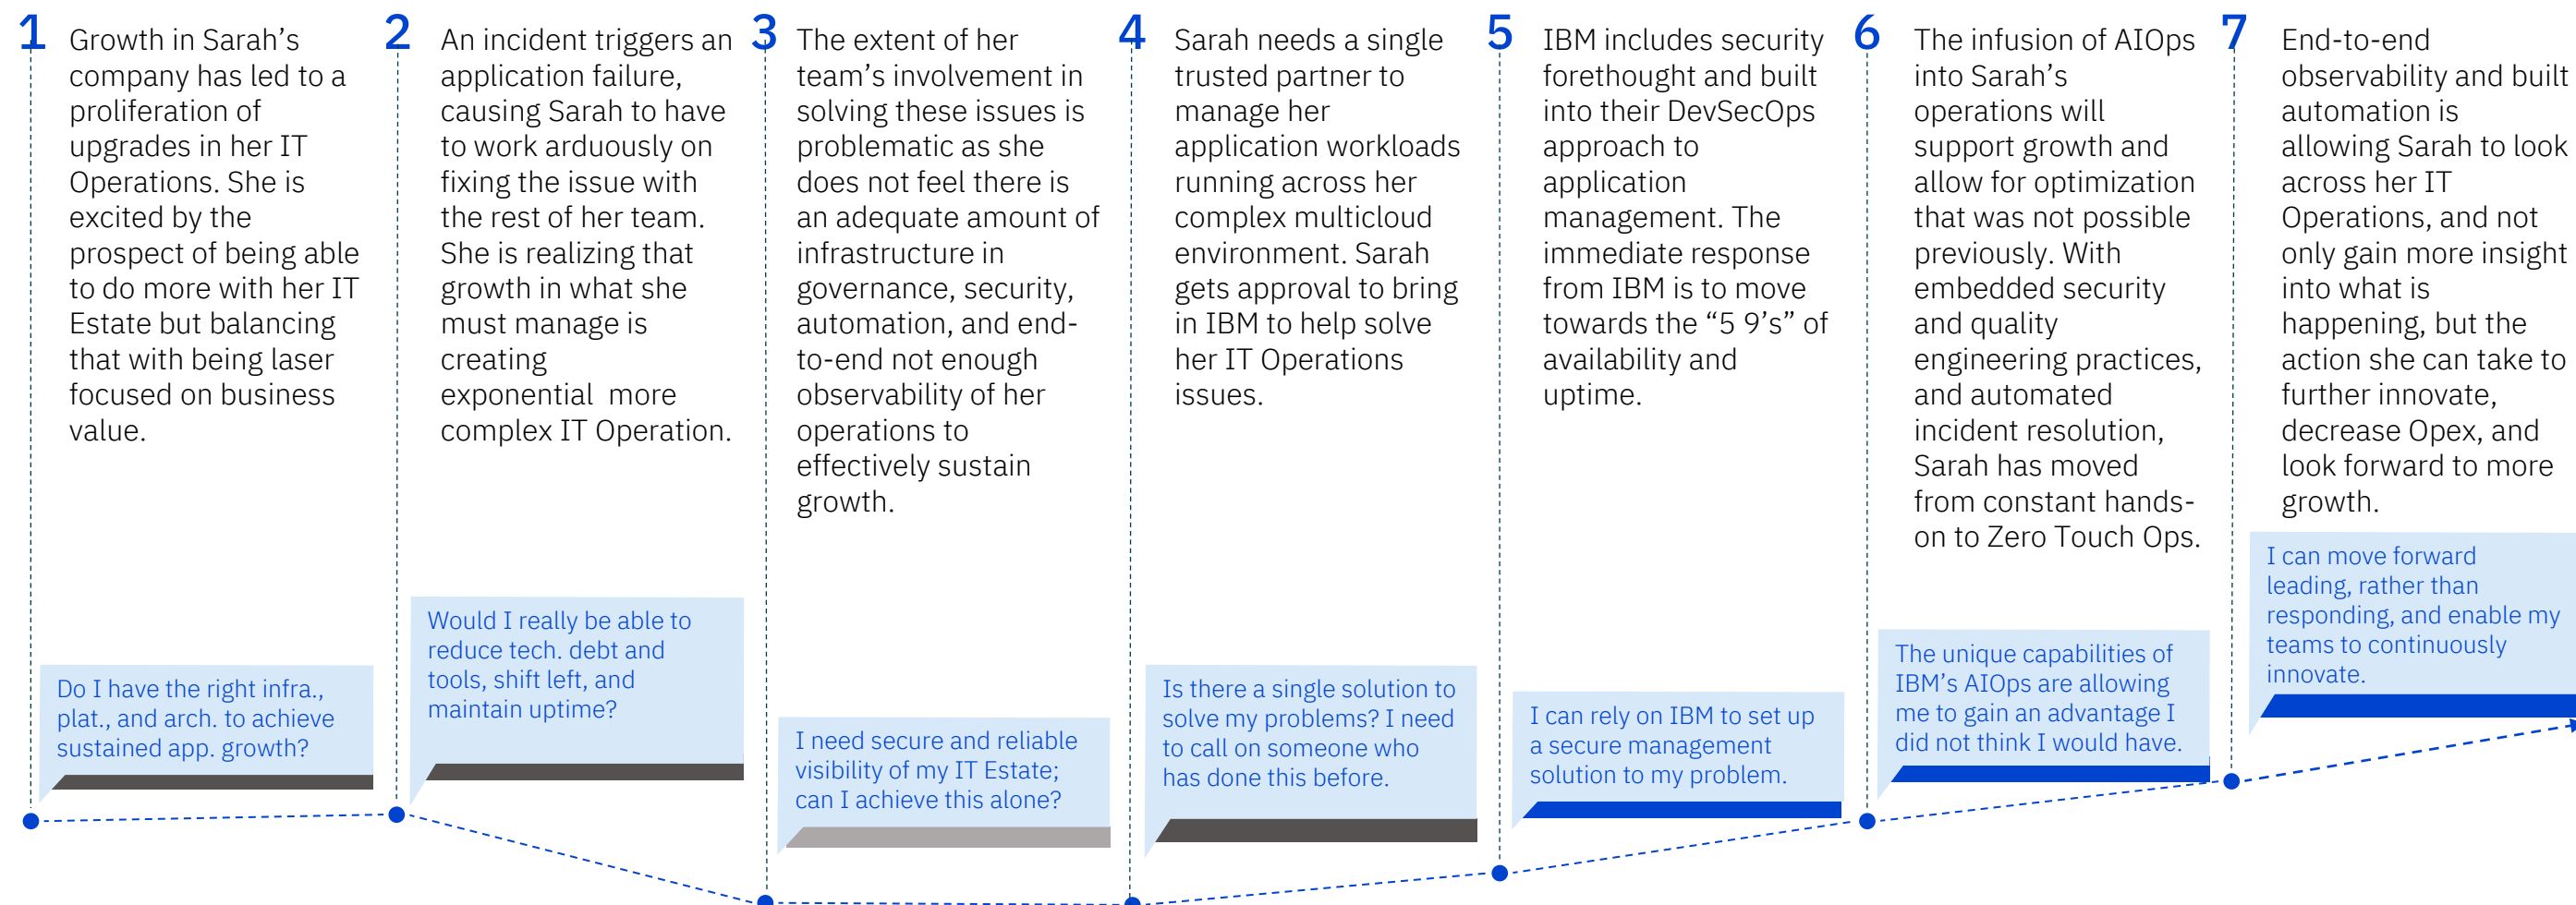 1
Growth in Sarah’s
company has led to a
proliferation of
upgrades in her IT
Operations. She is
excited by the
prospect of being able
to do more with her IT
Estate but balancing
that with being laser
focused on business
value.
Do I have the right infra.,
plat., and arch. to achieve
sustained app. growth?
2
An incident triggers an
application failure,
causing Sarah to have
to work arduously on
fixing the issue with
the rest of her team.
She is realizing that
growth in what she
must manage is
creating
exponential  more
complex IT Operation.
Would I really be able to
reduce tech. debt and
tools, shift left, and
maintain uptime?
3
The extent of her
team’s involvement in
solving these issues is
problematic as she
does not feel there is
an adequate amount of
infrastructure in
governance, security,
automation, and end-
to-end not enough
observability of her
operations to
effectively sustain
growth.
I need secure and reliable
visibility of my IT Estate;
can I achieve this alone?
4
Sarah needs a single
trusted partner to
manage her
application workloads
running across her
complex multicloud
environment. Sarah
gets approval to bring
in IBM to help solve
her IT Operations
issues.
Is there a single solution to
solve my problems? I need
to call on someone who
has done this before.
5
IBM includes security
forethought and built
into their DevSecOps
approach to
application
management. The
immediate response
from IBM is to move
towards the “5 9’s” of
availability and
uptime.
I can rely on IBM to set up
a secure management
solution to my problem.
6
The infusion of AIOps
into Sarah’s
operations will
support growth and
allow for optimization
that was not possible
previously. With
embedded security
and quality
engineering practices,
and automated
incident resolution,
Sarah has moved
from constant hands-
on to Zero Touch Ops.
The unique capabilities of
IBM’s AIOps are allowing
me to gain an advantage I
did not think I would have.
7
End-to-end
observability and built
automation is
allowing Sarah to look
across her IT
Operations, and not
only gain more insight
into what is
happening, but the
action she can take to
further innovate,
decrease Opex, and
look forward to more
growth.
I can move forward
leading, rather than
responding, and enable my
teams to continuously
innovate.